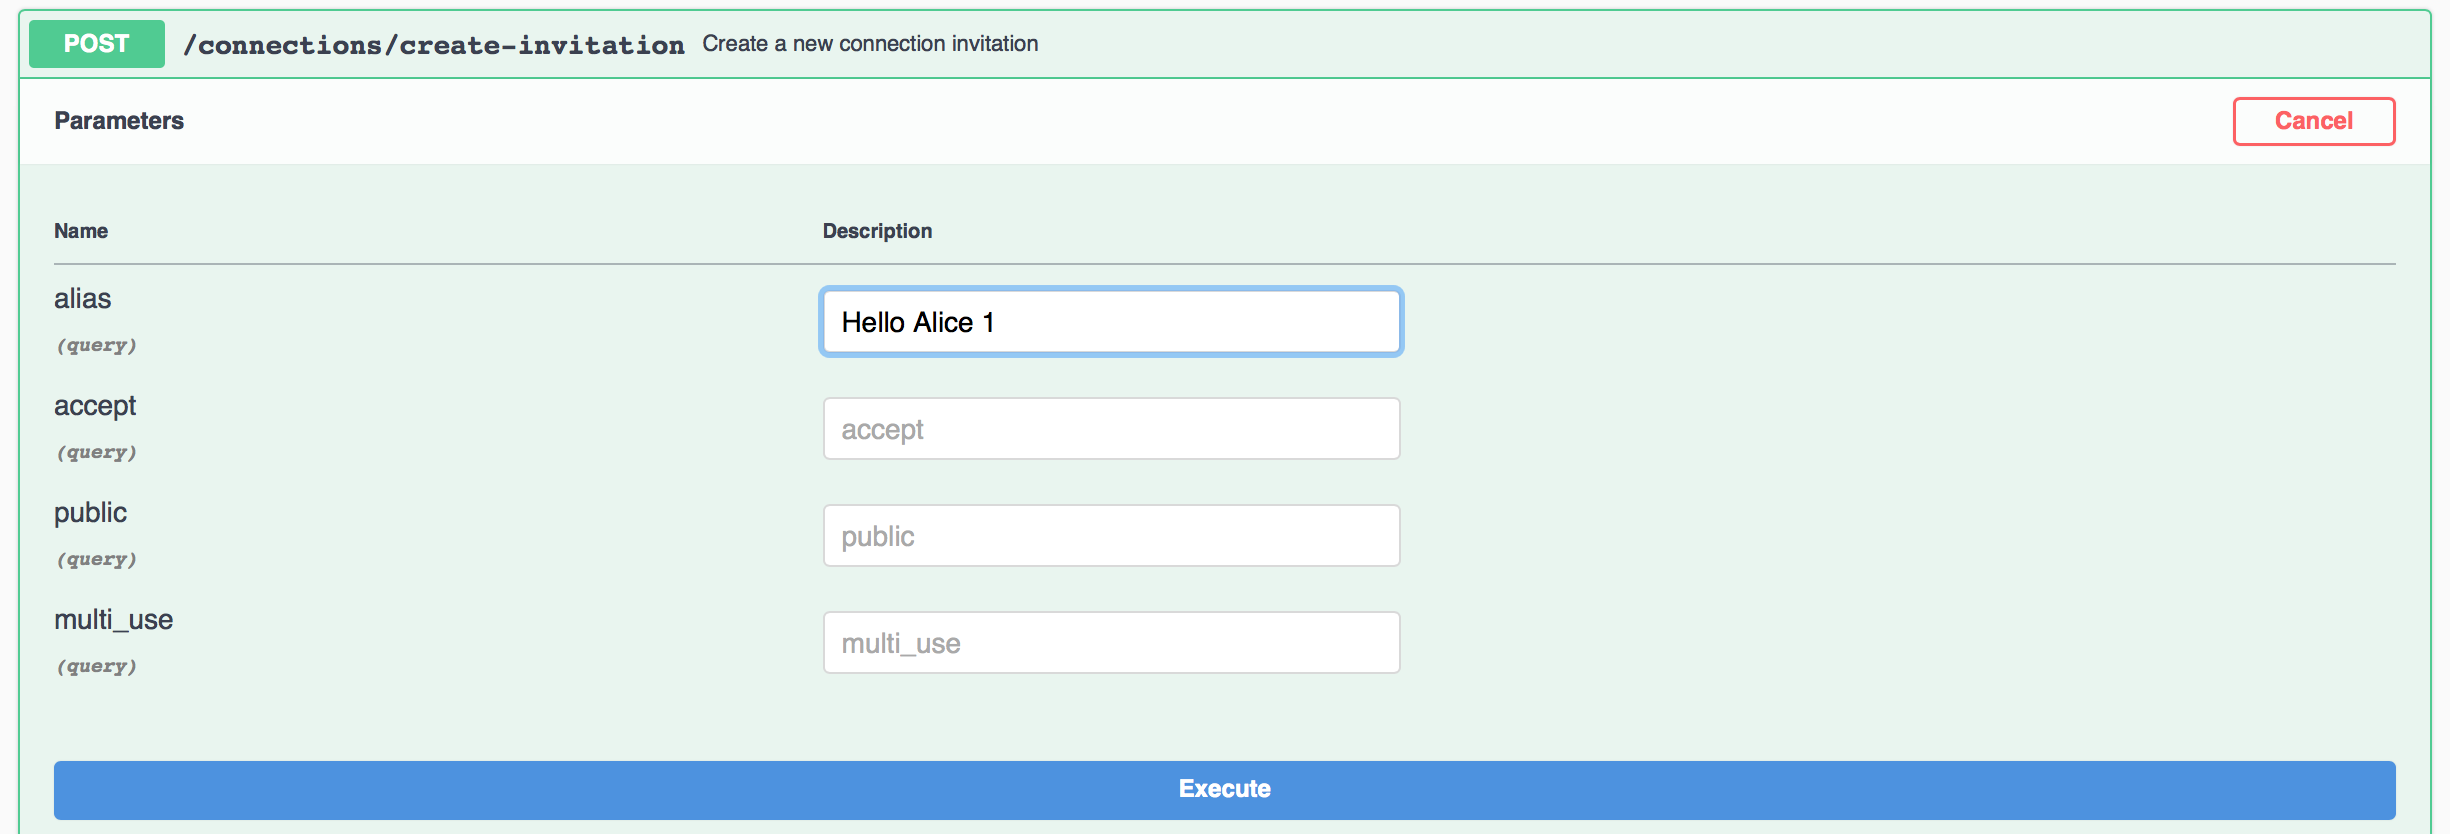 POST /connections/create-invitation Create a new connection invitation
Parameters Cancel
Name Description
alias
Hello Alice 1
(query)
accept
accept
(query)
public
public
(query)
multi_use
multi_use
(query)
Execute